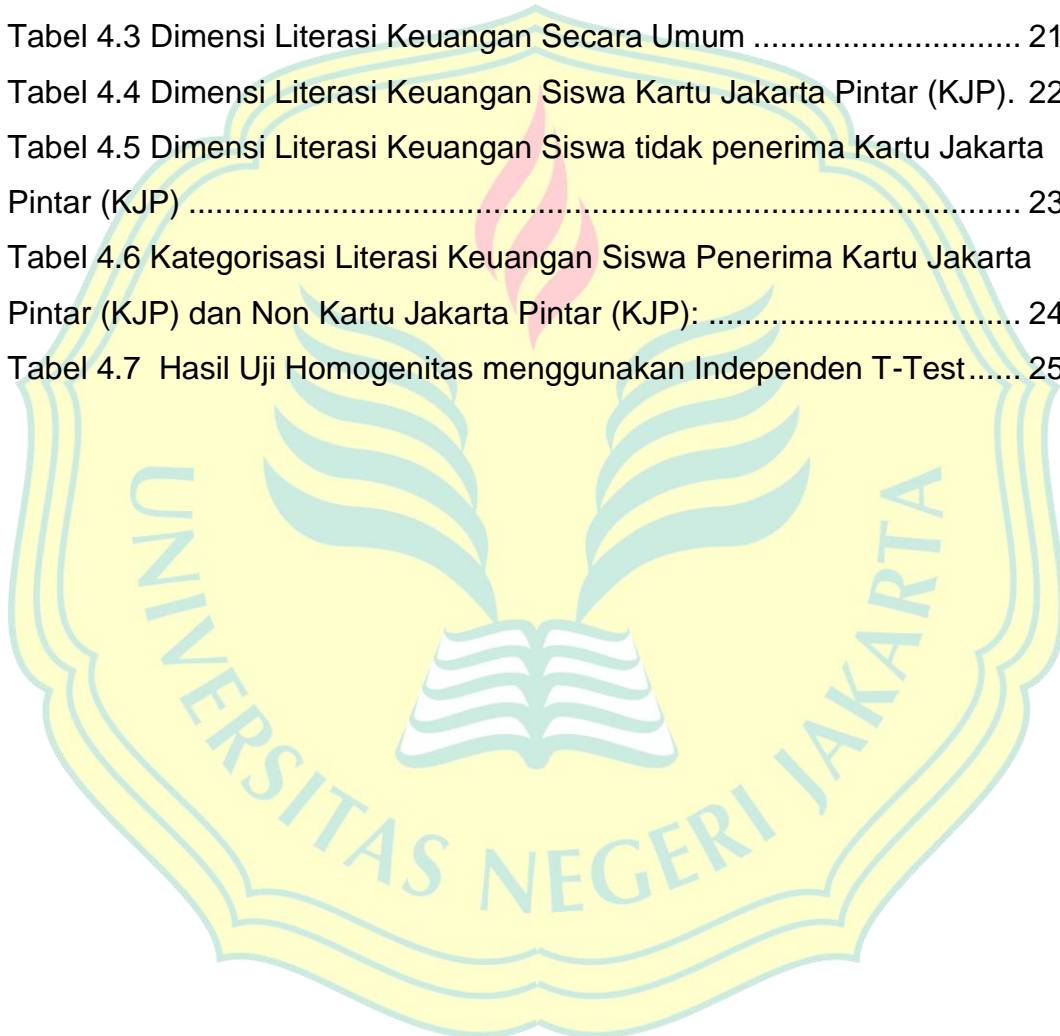 Tabel 4.3 Dimensi Literasi Keuangan Secara Umum .............................. 21
Tabel 4.4 Dimensi Literasi Keuangan Siswa Kartu Jakarta Pintar (KJP). 22
Tabel 4.5 Dimensi Literasi Keuangan Siswa tidak penerima Kartu Jakarta
Pintar (KJP) ............................................................................................. 23
Tabel 4.6 Kategorisasi Literasi Keuangan Siswa Penerima Kartu Jakarta
Pintar (KJP) dan Non Kartu Jakarta Pintar (KJP): ................................... 24
Tabel 4.7  Hasil Uji Homogenitas menggunakan Independen T-Test...... 25
UNIVERSITAS NEGERI JAKARTA